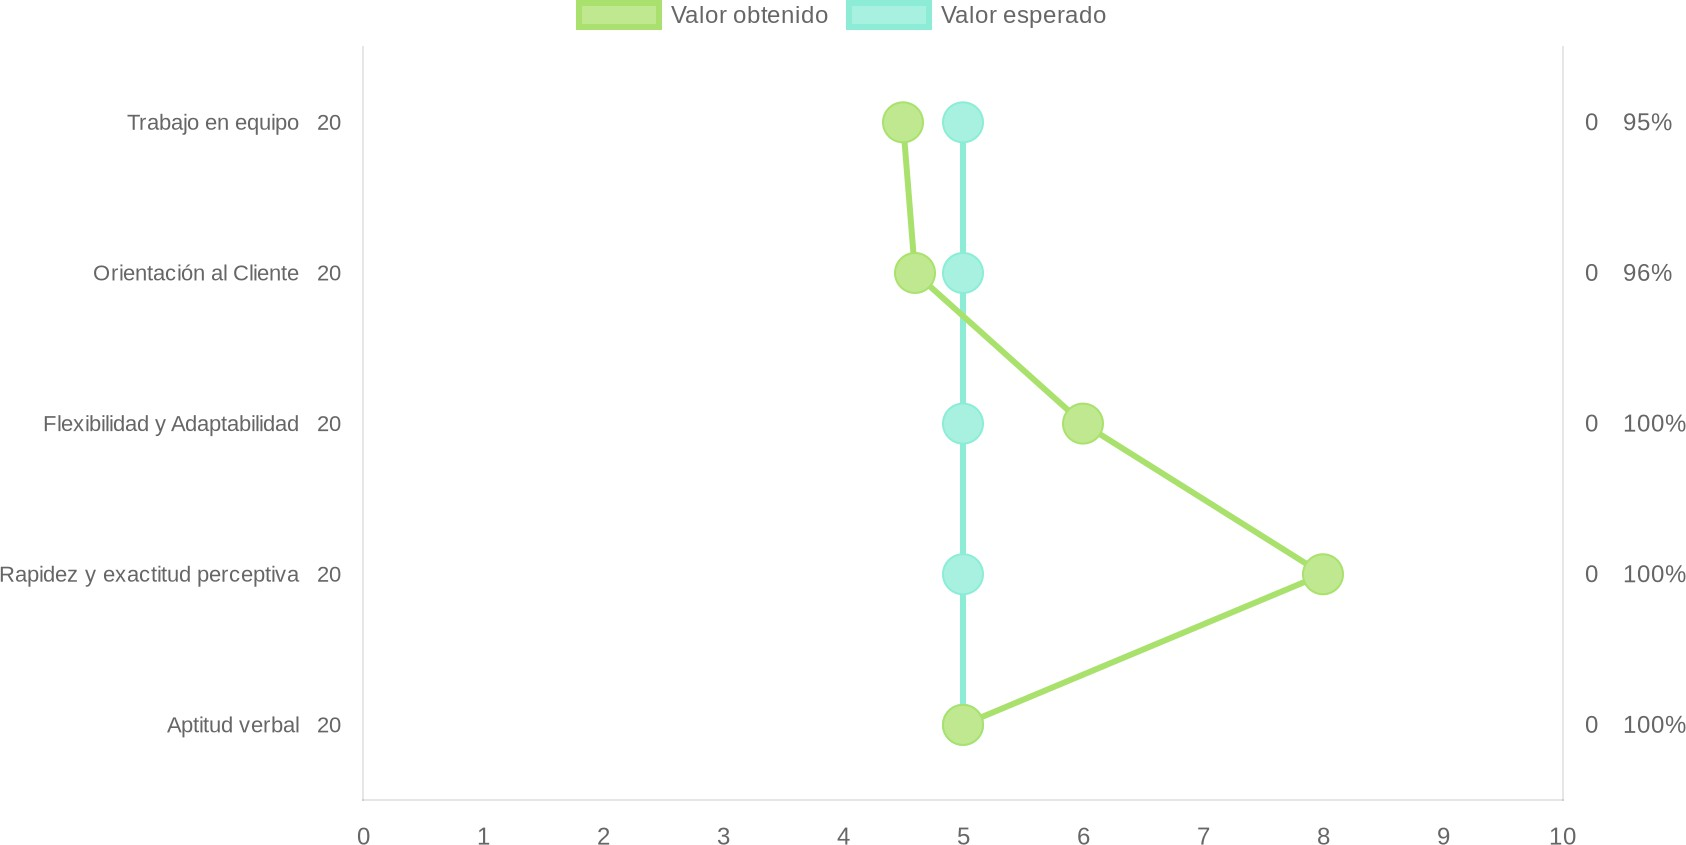 Valor obtenido Valor esperado
Trabajo en equipo 20 0 95%
Orientación al Cliente 20 0 96%
Flexibilidad y Adaptabilidad 20 0 100%
Rapidez y exactitud perceptiva 20 0 100%
Aptitud verbal 20 0 100%
0 1 2 3 4 5 6 7 8 9 10